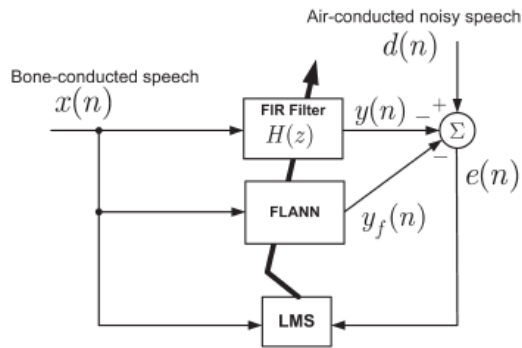 Air-conducted noisy speech
d(n)
Bone-conducted speech
x(n)
FIR Filter
H(z)
y(n)
− +
Σ
−
e(n)
FLANN
y_f(n)
LMS